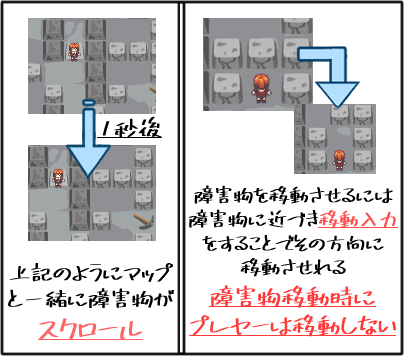 1秒後
上記のようにマップ
と一緒に障害物が
スクロール
障害物を移動させるには
障害物に近づき移動入力
をすることでその方向に
移動させれる
障害物移動時に
プレヤーは移動しない